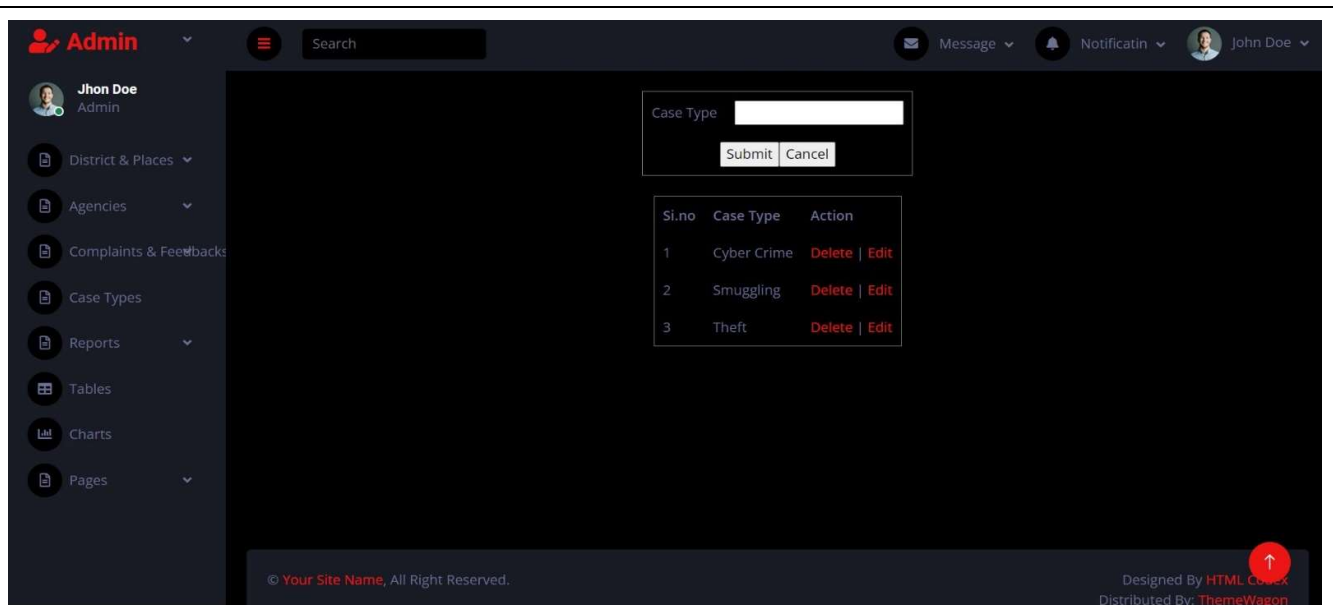 Admin
Search
Message
Notificatin
John Doe
Jhon Doe
Admin
District & Places
Agencies
Complaints & Feedbacks
Case Types
Reports
Tables
Charts
Pages
Case Type
Submit Cancel
Si.no Case Type Action
1 Cyber Crime Delete | Edit
2 Smuggling Delete | Edit
3 Theft Delete | Edit
© Your Site Name, All Right Reserved.
Designed By HTML Codex
Distributed By: ThemeWagon